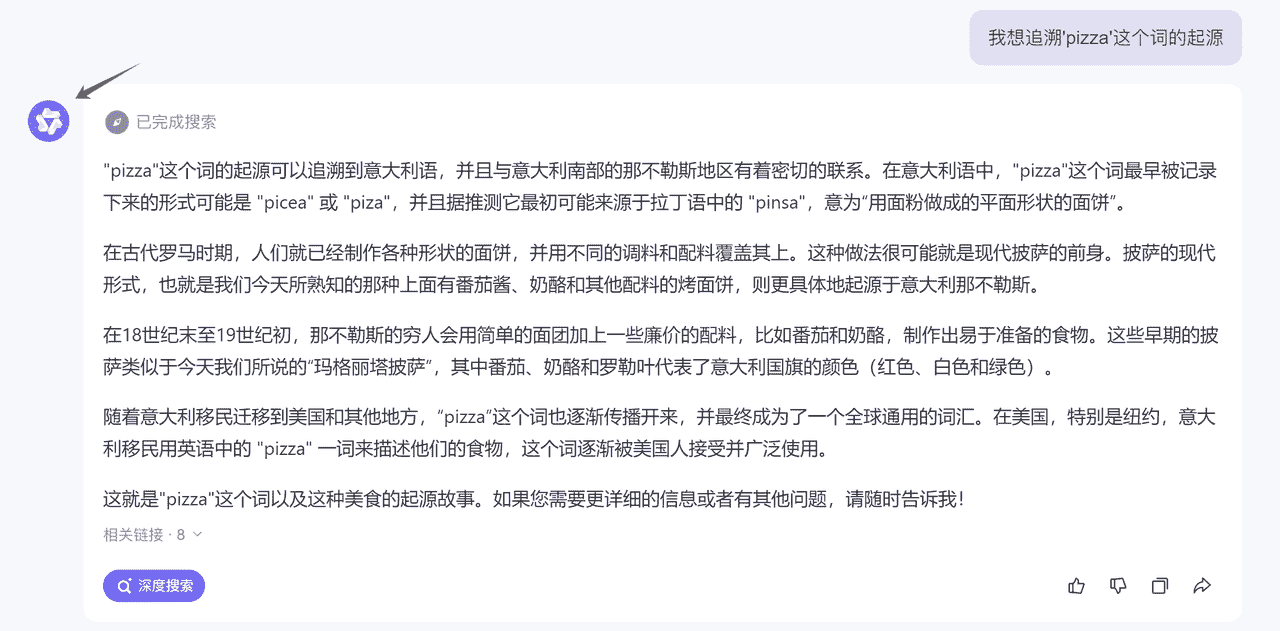 我想追溯'pizza'这个词的起源
已完成搜索
"pizza"这个词的起源可以追溯到意大利语，并且与意大利南部的那不勒斯地区有着密切的联系。在意大利语中，"pizza"这个词最早被记录
下来的形式可能是 "picea" 或 "piza"，并且据推测它最初可能来源于拉丁语中的 "pinsa"，意为“用面粉做成的平面形状的面饼”。
在古代罗马时期，人们就已经制作各种形状的面饼，并用不同的调料和配料覆盖其上。这种做法很可能就是现代披萨的前身。披萨的现代
形式，也就是我们今天所熟知的那种上面有番茄酱、奶酪和其他配料的烤面饼，则更具体地起源于意大利那不勒斯。
在18世纪末至19世纪初，那不勒斯的穷人会用简单的面团加上一些廉价的配料，比如番茄和奶酪，制作出易于准备的食物。这些早期的披
萨类似于今天我们所说的“玛格丽塔披萨”，其中番茄、奶酪和罗勒叶代表了意大利国旗的颜色（红色、白色和绿色）。
随着意大利移民迁移到美国和其他地方，“pizza”这个词也逐渐传播开来，并最终成为了一个全球通用的词汇。在美国，特别是纽约，意大
利移民用英语中的 "pizza" 一词来描述他们的食物，这个词逐渐被美国人接受并广泛使用。
这就是"pizza"这个词以及这种美食的起源故事。如果您需要更详细的信息或者有其他问题，请随时告诉我！
相关链接 · 8
深度搜索